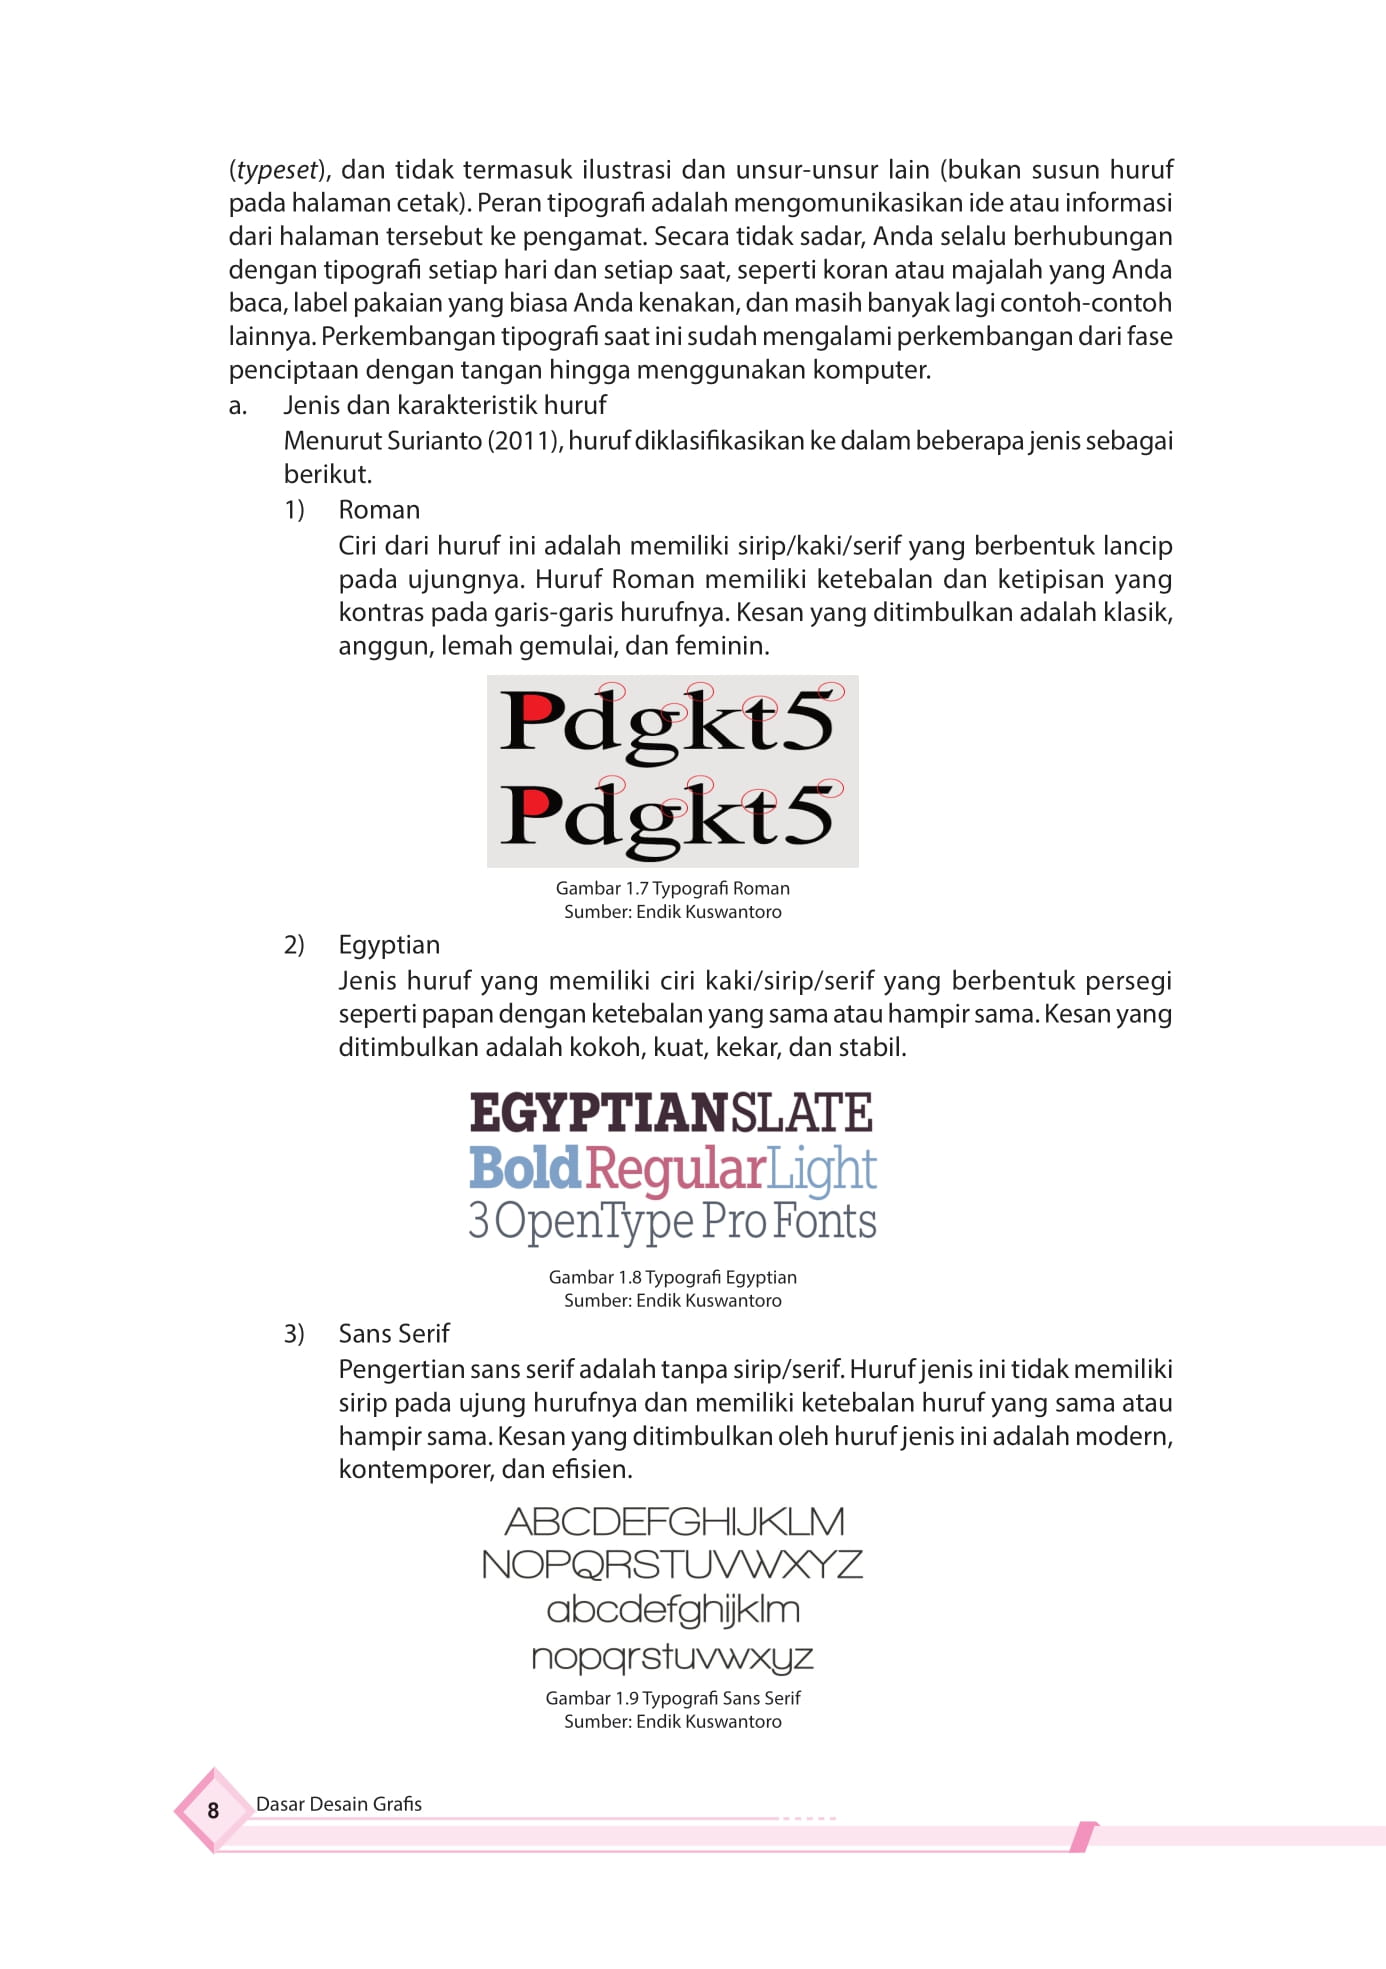 (typeset), dan tidak termasuk ilustrasi dan unsur-unsur lain (bukan susun huruf
pada halaman cetak). Peran tipografi adalah mengomunikasikan ide atau informasi
dari halaman tersebut ke pengamat. Secara tidak sadar, Anda selalu berhubungan
dengan tipografi setiap hari dan setiap saat, seperti koran atau majalah yang Anda
baca, label pakaian yang biasa Anda kenakan, dan masih banyak lagi contoh-contoh
lainnya. Perkembangan tipografi saat ini sudah mengalami perkembangan dari fase
penciptaan dengan tangan hingga menggunakan komputer.
a. Jenis dan karakteristik huruf
Menurut Surianto (2011), huruf diklasifikasikan ke dalam beberapa jenis sebagai
berikut.
1) Roman
Ciri dari huruf ini adalah memiliki sirip/kaki/serif yang berbentuk lancip
pada ujungnya. Huruf Roman memiliki ketebalan dan ketipisan yang
kontras pada garis-garis hurufnya. Kesan yang ditimbulkan adalah klasik,
anggun, lemah gemulai, dan feminin.
Pdgkt5
Pdgkt5
Gambar 1.7 Typografi Roman
Sumber: Endik Kuswantoro
2) Egyptian
Jenis huruf yang memiliki ciri kaki/sirip/serif yang berbentuk persegi
seperti papan dengan ketebalan yang sama atau hampir sama. Kesan yang
ditimbulkan adalah kokoh, kuat, kekar, dan stabil.
EGYPTIANSLATE
BoldRegularLight
3 OpenType Pro Fonts
Gambar 1.8 Typografi Egyptian
Sumber: Endik Kuswantoro
3) Sans Serif
Pengertian sans serif adalah tanpa sirip/serif. Huruf jenis ini tidak memiliki
sirip pada ujung hurufnya dan memiliki ketebalan huruf yang sama atau
hampir sama. Kesan yang ditimbulkan oleh huruf jenis ini adalah modern,
kontemporer, dan efisien.
ABCDEFGHIJKLM
NOPQRSTUVWXYZ
abcdefghijklm
nopqrstuvwxyz
Gambar 1.9 Typografi Sans Serif
Sumber: Endik Kuswantoro
8 Dasar Desain Grafis